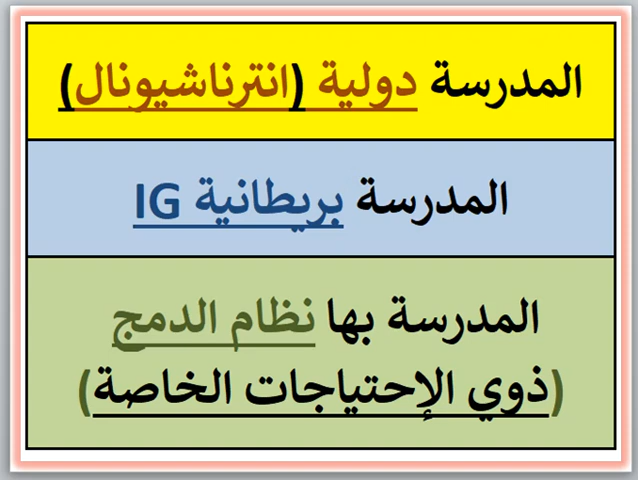 المدرسة دولية (انترناشيونال)
المدرسة بريطانية IG
المدرسة بها نظام الدمج
(ذوي الإحتياجات الخاصة)